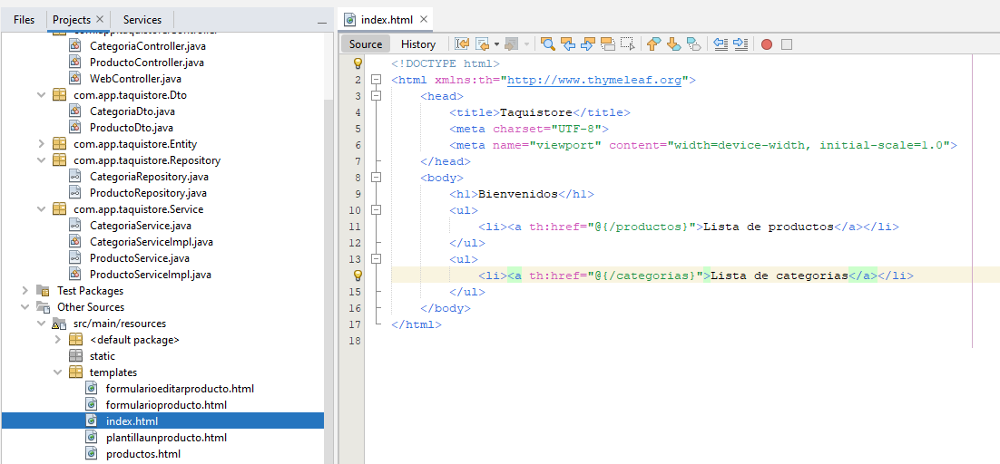 Files Projects Services
com.app.taquistore.Controller
CategoriaController.java
ProductoController.java
WebController.java
com.app.taquistore.Dto
CategoriaDto.java
ProductoDto.java
com.app.taquistore.Entity
com.app.taquistore.Repository
CategoriaRepository.java
ProductoRepository.java
com.app.taquistore.Service
CategoriaService.java
CategoriaServiceImpl.java
ProductoService.java
ProductoServiceImpl.java
Test Packages
Other Sources
src/main/resources
<default package>
static
templates
formularioeditarproducto.html
formularioproducto.html
index.html
plantillaunproducto.html
productos.html
index.html
Source History
<!DOCTYPE html>
2 <html xmlns:th="http://www.thymeleaf.org">
3 <head>
4 <title>Taquistore</title>
5 <meta charset="UTF-8">
6 <meta name="viewport" content="width=device-width, initial-scale=1.0">
7 </head>
8 <body>
9 <h1>Bienvenidos</h1>
10 <ul>
11 <li><a th:href="@{/productos}">Lista de productos</a></li>
12 </ul>
13 <ul>
<li><a th:href="@{/categorias}">Lista de categorias</a></li>
15 </ul>
16 </body>
17 </html>
18